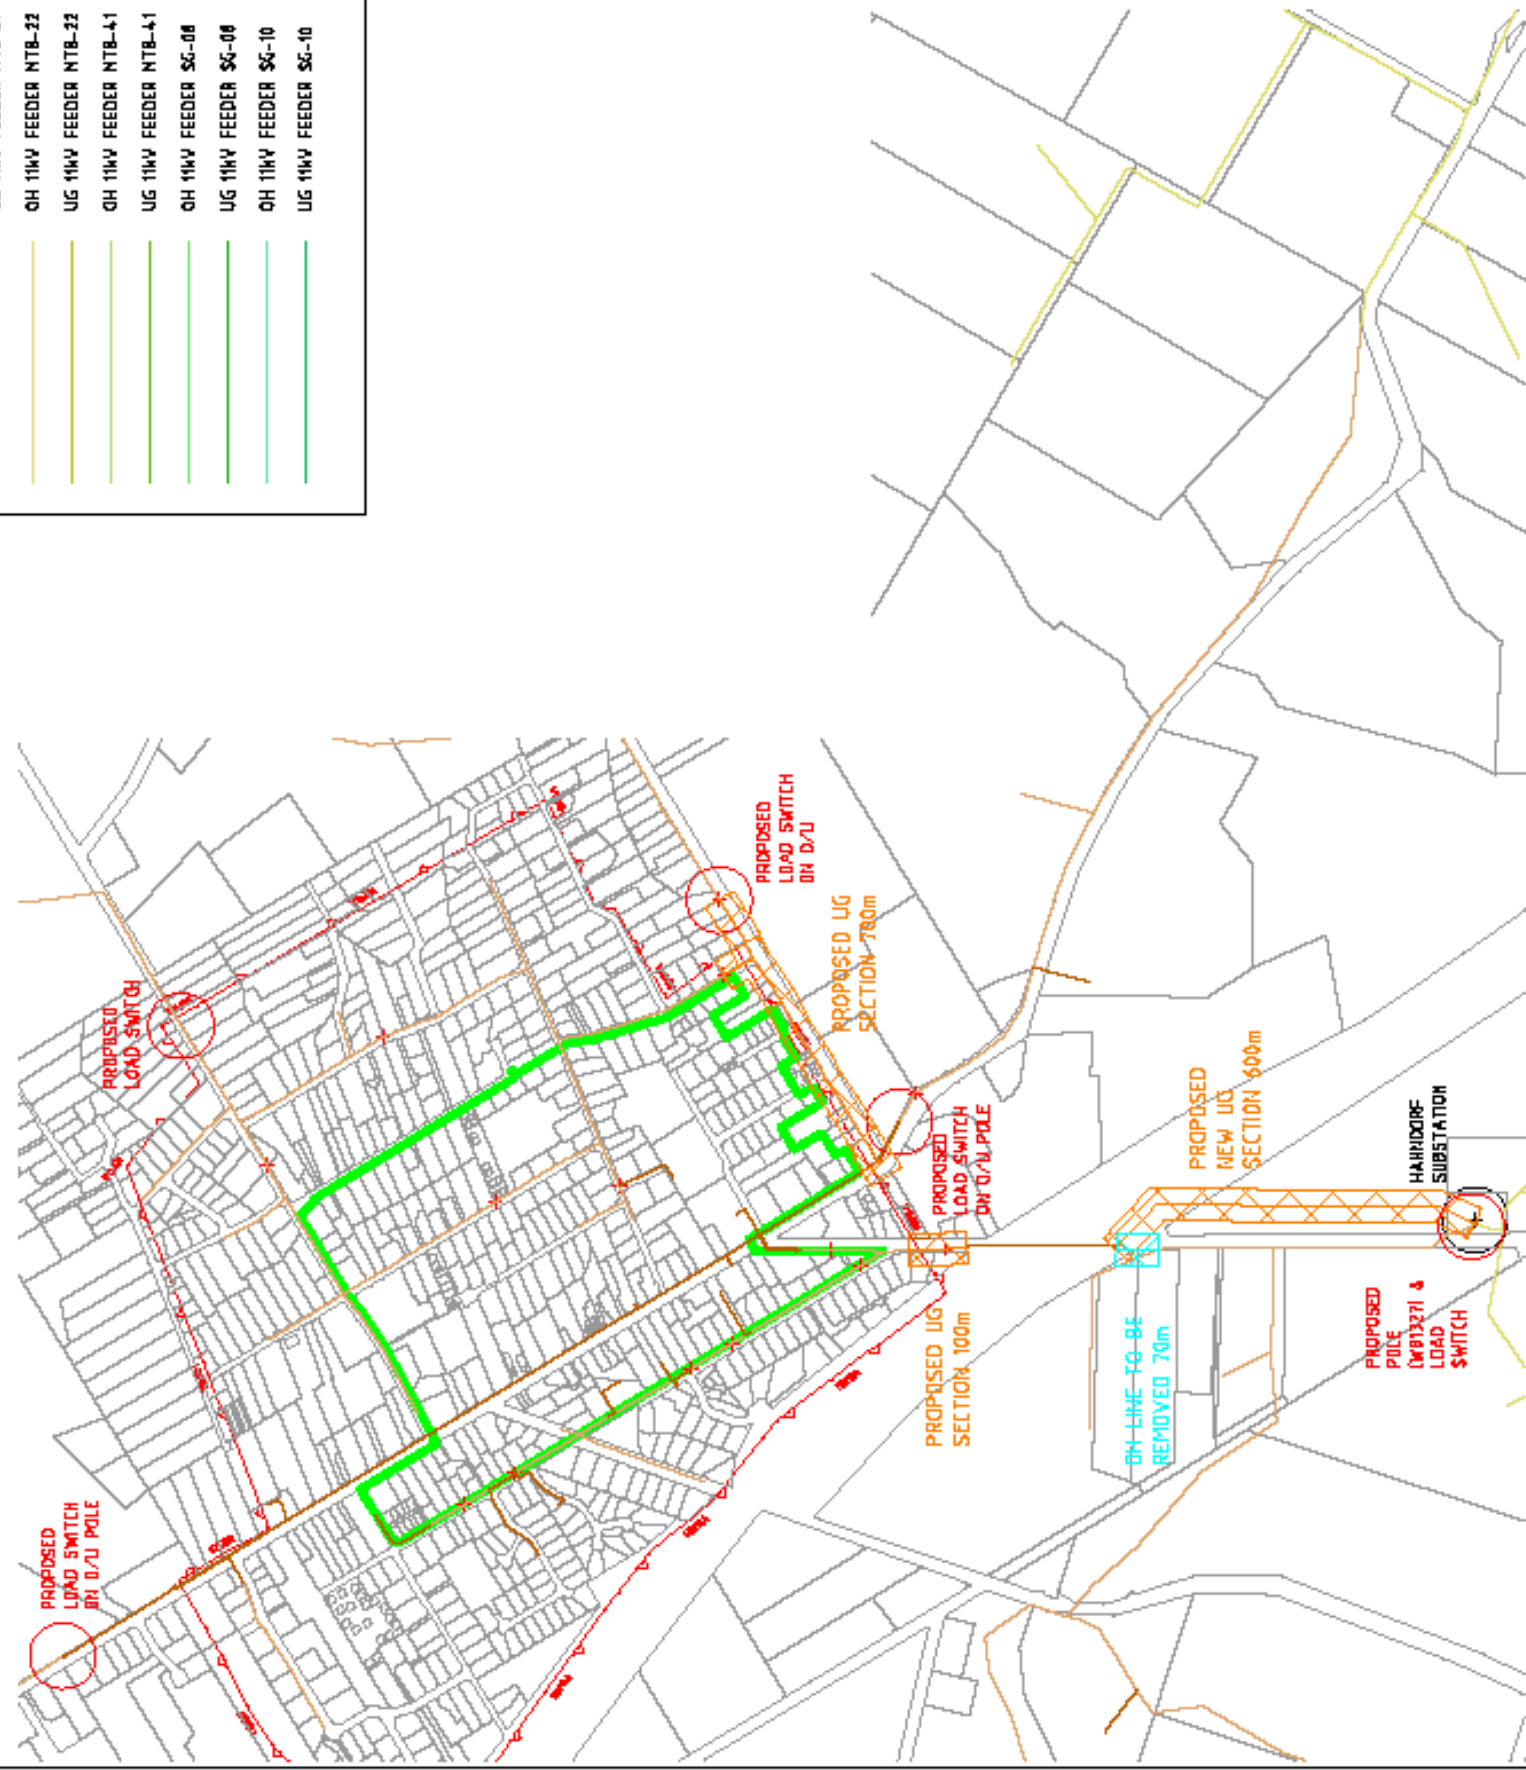 OH 11kV FEEDER NTB-22
UG 11kV FEEDER NTB-22
OH 11kV FEEDER NTB-41
UG 11kV FEEDER NTB-41
OH 11kV FEEDER SG-08
UG 11kV FEEDER SG-08
OH 11kV FEEDER SG-10
UG 11kV FEEDER SG-10
PROPOSED
LOAD SWITCH
ON O/U POLE
PROPOSED
LOAD SWITCH
PROPOSED
LOAD SWITCH
ON O/U
PROPOSED UG
SECTION 700m
PROPOSED
LOAD SWITCH
ON O/U POLE
PROPOSED UG
SECTION 100m
OH LINE TO BE
REMOVED 70m
PROPOSED
NEW UG
SECTION 600m
HAHNDORF
SUBSTATION
PROPOSED
POLE
&
LOAD
SWITCH